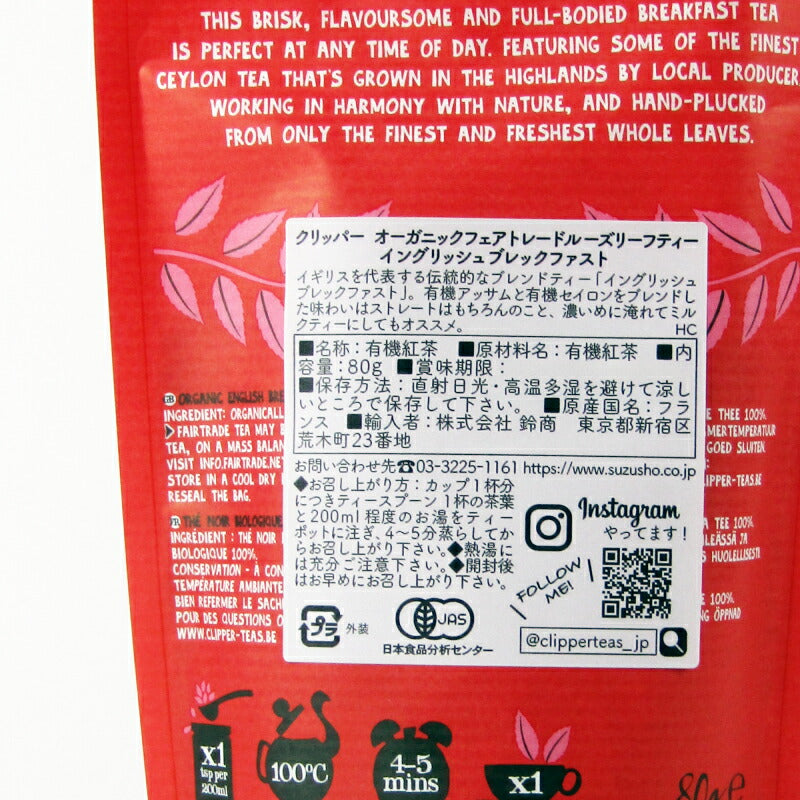 THIS BRISK, FLAVOURSOME AND FULL-BODIED BREAKFAST TEA
IS PERFECT AT ANY TIME OF DAY. FEATURING SOME OF THE FINEST
CEYLON TEA THAT'S GROWN IN THE HIGHLANDS BY LOCAL PRODUCER
WORKING IN HARMONY WITH NATURE, AND HAND-PLUCKED
FROM ONLY THE FINEST AND FRESHEST WHOLE LEAVES.
クリッパー オーガニックフェアトレードルーズリーフティー
イングリッシュブレックファスト
イギリスを代表する伝統的なブレンドティー「イングリッシュ
ブレックファスト」。有機アッサムと有機セイロンをブレンドし
た味わいはストレートはもちろんのこと、濃いめに淹れてミル
クティーにしてもオススメ。 HC
■名称：有機紅茶 ■原材料名：有機紅茶 ■内
容量：80g ■賞味期限：
■保存方法：直射日光・高温多湿を避けて涼し
いところで保存して下さい。 ■原産国名：フラ
ンス ■輸入者：株式会社 鈴商 東京都新宿区
荒木町23番地
お問い合わせ先☎03-3225-1161 https://www.suzusho.co.jp
◆お召し上がり方：カップ1杯分
につきティースプーン1杯の茶葉
と200ml程度のお湯をティー
ポットに注ぎ、4〜5分蒸らしてか
らお召し上がり下さい。◆熱湯に
は充分ご注意下さい。◆開封後
はお早めにお召し上がり下さい。
Instagram
やってます！
FOLLOW
ME!
@clipperteas_jp
プラ 外装
JAS
日本食品分析センター
GB ORGANIC ENGLISH BRE
INGREDIENT: ORGANICALL
FAIRTRADE TEA MAY B
TEA, ON A MASS BALAN
VISIT INFO.FAIRTRADE.NE
STORE IN A COOL DRY
RESEAL THE BAG.
FR THÉ NOIR BIOLOGIQUE
INGRÉDIENT : THÉ NOIR
BIOLOGIQUE 100%.
CONSERVATION - À CON
TEMPÉRATURE AMBIANTE
BIEN REFERMER LE SACHE
POUR DES QUESTIONS O
WWW.CLIPPER-TEAS.BE
E THEE 100%
MERTEMPERATUUR
GOED SLUITEN
CLIPPER-TEAS.BE
TEE 100%
HUOLELLISESTI
E 100%
NG ÖPPNAD
x1
tsp per
200ml
100°C
4-5
mins
x1
80g e